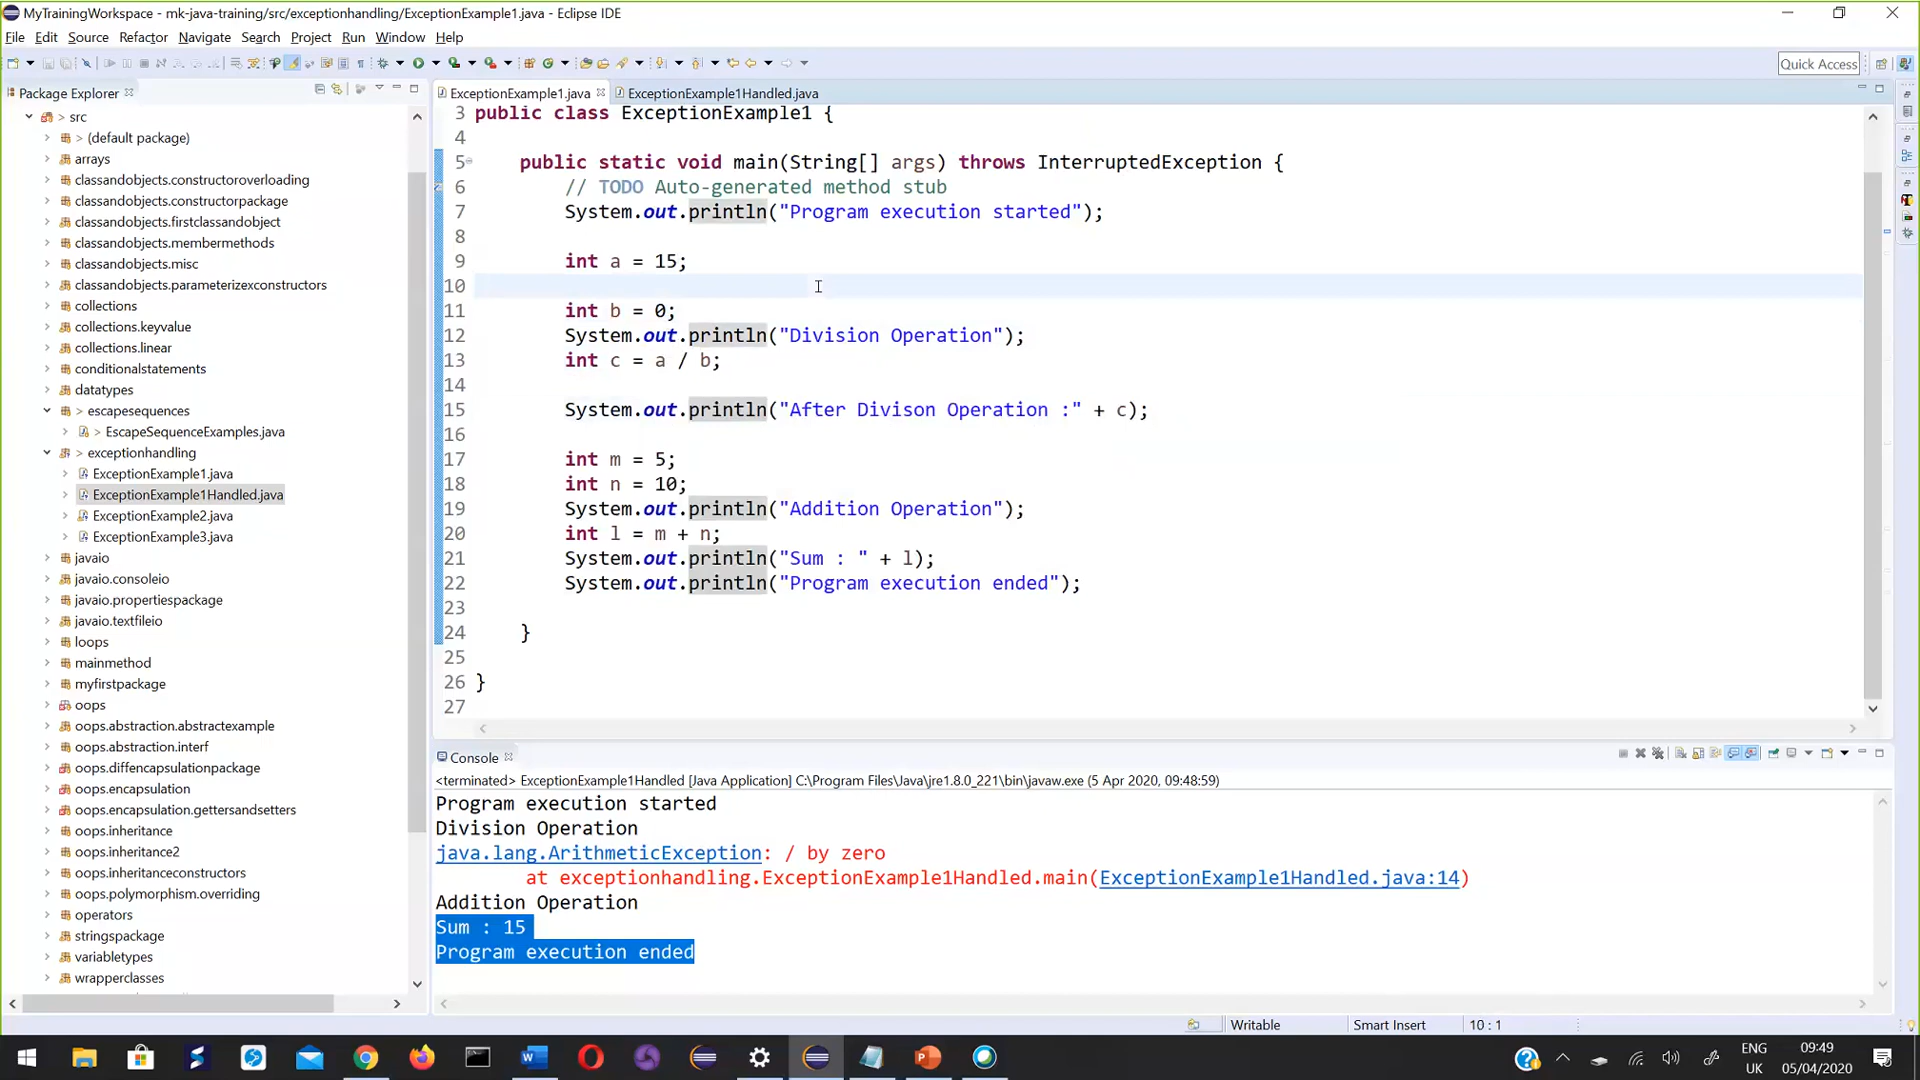 MyTrainingWorkspace - mk-java-training/src/exceptionhandling/ExceptionExample1.java - Eclipse IDE
File Edit Source Refactor Navigate Search Project Run Window Help
Quick Access
Package Explorer
> src
> (default package)
arrays
classandobjects.constructoroverloading
classandobjects.constructorpackage
classandobjects.firstclassandobject
classandobjects.membermethods
classandobjects.misc
classandobjects.parameterizexconstructors
collections
collections.keyvalue
collections.linear
conditionalstatements
datatypes
> escapesequences
> EscapeSequenceExamples.java
> exceptionhandling
ExceptionExample1.java
ExceptionExample1Handled.java
ExceptionExample2.java
ExceptionExample3.java
javaio
javaio.consoleio
javaio.propertiespackage
javaio.textfileio
loops
mainmethod
myfirstpackage
oops
oops.abstraction.abstractexample
oops.abstraction.interf
oops.diffencapsulationpackage
oops.encapsulation
oops.encapsulation.gettersandsetters
oops.inheritance
oops.inheritance2
oops.inheritanceconstructors
oops.polymorphism.overriding
operators
stringspackage
variabletypes
wrapperclasses
ExceptionExample1.java ExceptionExample1Handled.java
3 public class ExceptionExample1 {
4
5 public static void main(String[] args) throws InterruptedException {
6 // TODO Auto-generated method stub
7 System.out.println("Program execution started");
8
9 int a = 15;
10
11 int b = 0;
12 System.out.println("Division Operation");
13 int c = a / b;
14
15 System.out.println("After Divison Operation :" + c);
16
17 int m = 5;
18 int n = 10;
19 System.out.println("Addition Operation");
20 int l = m + n;
21 System.out.println("Sum : " + l);
22 System.out.println("Program execution ended");
23
24 }
25
26 }
27
Console
<terminated> ExceptionExample1Handled [Java Application] C:\Program Files\Java\jre1.8.0_221\bin\javaw.exe (5 Apr 2020, 09:48:59)
Program execution started
Division Operation
java.lang.ArithmeticException: / by zero
at exceptionhandling.ExceptionExample1Handled.main(ExceptionExample1Handled.java:14)
Addition Operation
Sum : 15
Program execution ended
Writable Smart Insert 10 : 1
ENG
UK
09:49
05/04/2020